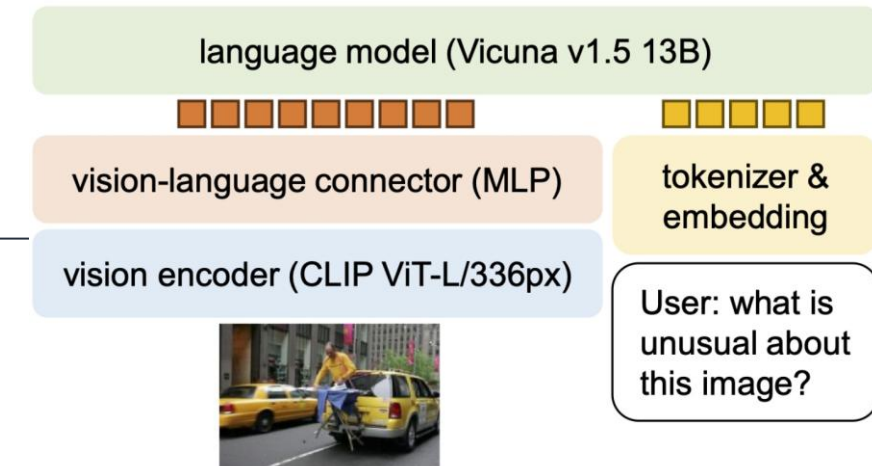 language model (Vicuna v1.5 13B)
vision-language connector (MLP)
tokenizer &
embedding
vision encoder (CLIP ViT-L/336px)
User: what is
unusual about
this image?